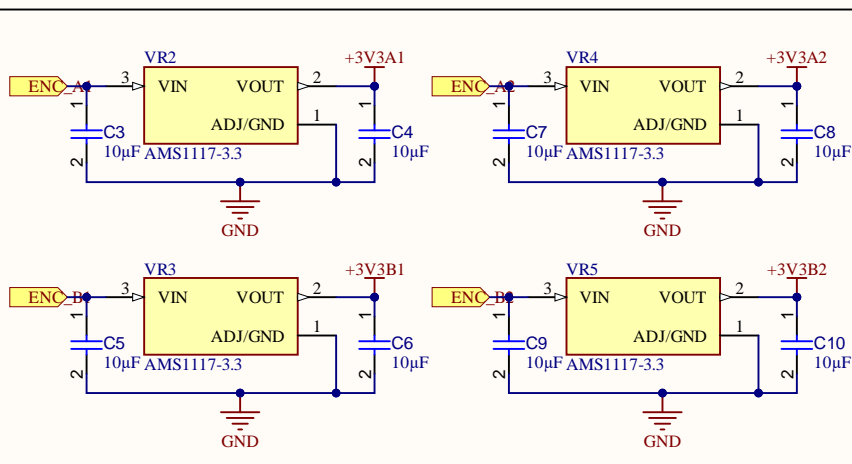 VR2
+3V3A1
ENC_A1
3
VIN
VOUT
2
ADJ/GND
1
1
C3
10μF
2
AMS1117-3.3
1
C4
10μF
2
GND
VR4
+3V3A2
ENC_A2
3
VIN
VOUT
2
ADJ/GND
1
1
C7
10μF
2
AMS1117-3.3
1
C8
10μF
2
GND
VR3
+3V3B1
ENC_B1
3
VIN
VOUT
2
ADJ/GND
1
1
C5
10μF
2
AMS1117-3.3
1
C6
10μF
2
GND
VR5
+3V3B2
ENC_B2
3
VIN
VOUT
2
ADJ/GND
1
1
C9
10μF
2
AMS1117-3.3
1
C10
10μF
2
GND